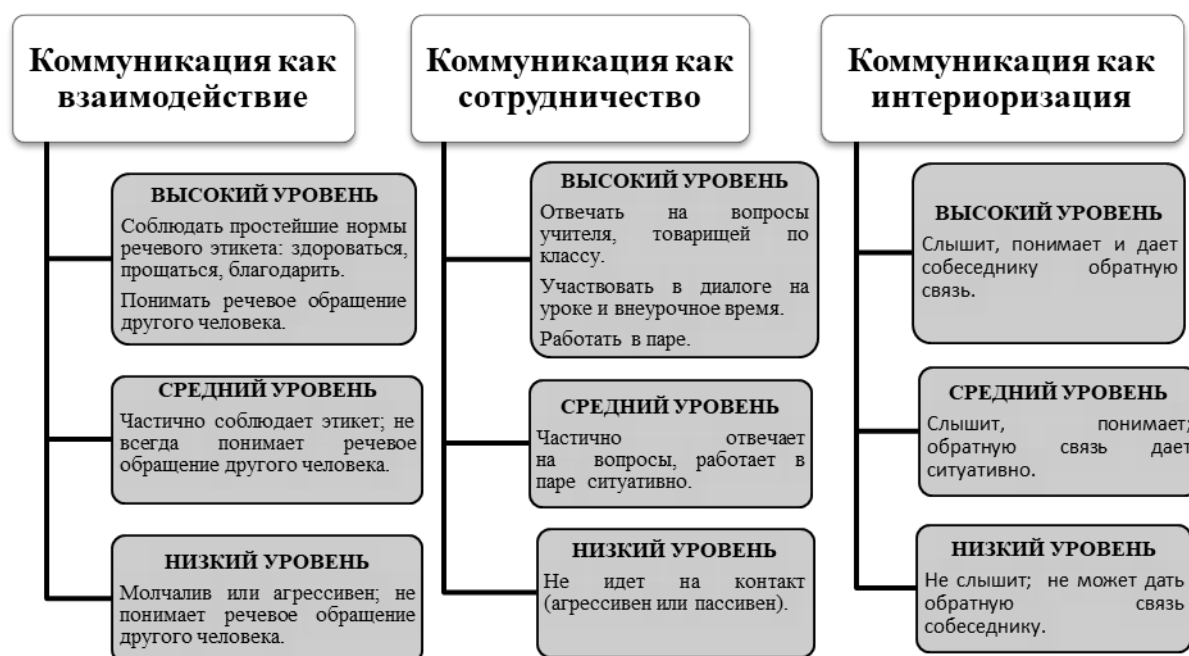 Коммуникация как
взаимодействие
ВЫСОКИЙ УРОВЕНЬ
Соблюдать простейшие нормы
речевого этикета: здороваться,
прощаться, благодарить.
Понимать речевое обращение
другого человека.
СРЕДНИЙ УРОВЕНЬ
Частично соблюдает этикет; не
всегда понимает речевое
обращение другого человека.
НИЗКИЙ УРОВЕНЬ
Молчалив или агрессивен; не
понимает речевое обращение
другого человека.
Коммуникация как
сотрудничество
ВЫСОКИЙ УРОВЕНЬ
Отвечать на вопросы
учителя, товарищей по
классу.
Участвовать в диалоге на
уроке и внеурочное время.
Работать в паре.
СРЕДНИЙ УРОВЕНЬ
Частично отвечает
на вопросы, работает в
паре ситуативно.
НИЗКИЙ УРОВЕНЬ
Не идет на контакт
(агрессивен или пассивен).
Коммуникация как
интериоризация
ВЫСОКИЙ УРОВЕНЬ
Слышит, понимает и дает
собеседнику обратную
связь.
СРЕДНИЙ УРОВЕНЬ
Слышит, понимает;
обратную связь дает
ситуативно.
НИЗКИЙ УРОВЕНЬ
Не слышит; не может дать
обратную связь
собеседнику.